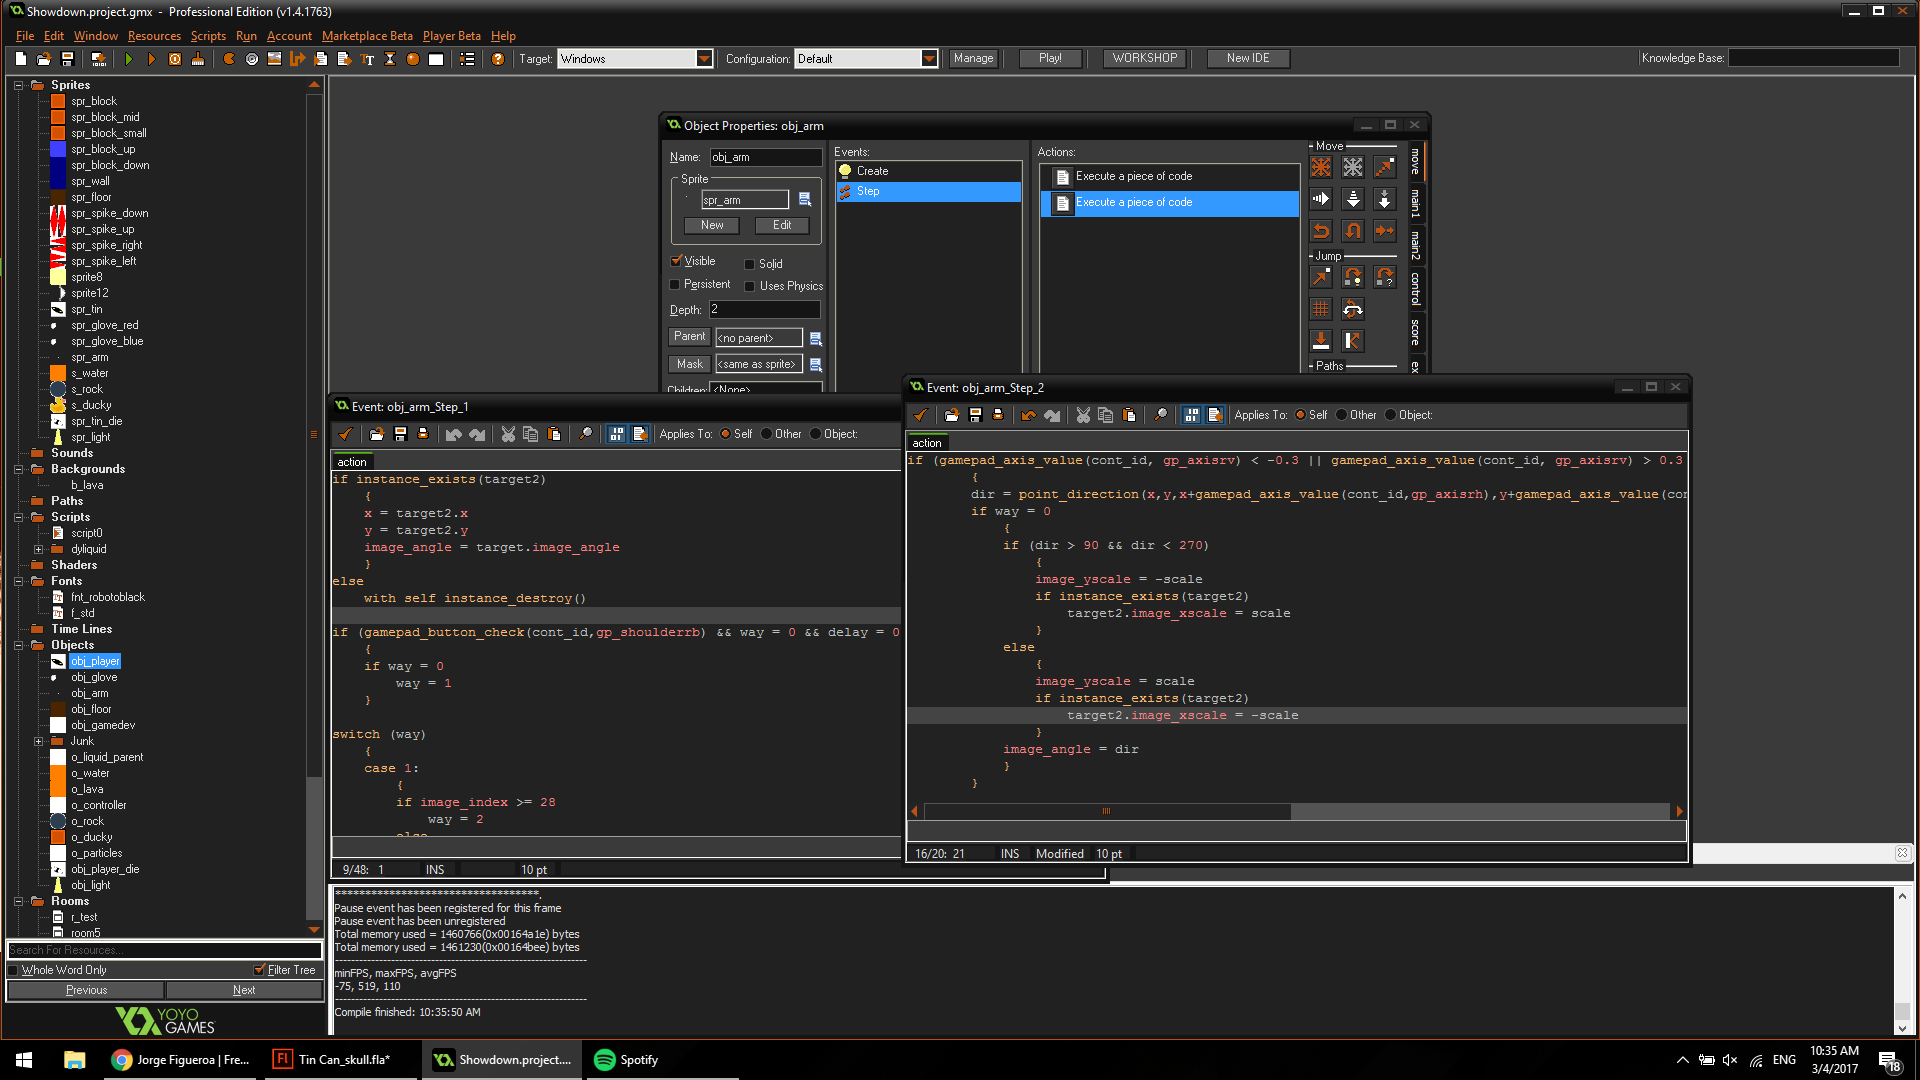 Showdown.project.gmx - Professional Edition (v1.4.1763)
File Edit Window Resources Scripts Run Account Marketplace Beta Player Beta Help
Target: Windows Configuration: Default Manage Play! WORKSHOP New IDE Knowledge Base:
Sprites
spr_block
spr_block_mid
spr_block_small
spr_block_up
spr_block_down
spr_wall
spr_floor
spr_spike_down
spr_spike_up
spr_spike_right
spr_spike_left
sprite8
sprite12
spr_tin
spr_glove_red
spr_glove_blue
spr_arm
s_water
s_rock
s_ducky
spr_tin_die
spr_light
Sounds
Backgrounds
b_lava
Paths
Scripts
script0
dyliquid
Shaders
Fonts
fnt_robotoblack
f_std
Time Lines
Objects
obj_player
obj_glove
obj_arm
obj_floor
obj_gamedev
Junk
o_liquid_parent
o_water
o_lava
o_controller
o_rock
o_ducky
o_particles
obj_player_die
obj_light
Rooms
r_test
room5
Search For Resources...
Whole Word Only Filter Tree
Previous Next
YOYO
GAMES
Object Properties: obj_arm
Name: obj_arm
Sprite
spr_arm
New Edit
Visible Solid
Persistent Uses Physics
Depth: 2
Parent <no parent>
Mask <same as sprite>
Children: <None>
Events:
Create
Step
Actions:
Execute a piece of code
Execute a piece of code
Move
Jump
Paths
move
main1
main2
control
score
ex
Event: obj_arm_Step_1
Applies To: Self Other Object:
action
if instance_exists(target2)
{
x = target2.x
y = target2.y
image_angle = target.image_angle
}
else
with self instance_destroy()
if (gamepad_button_check(cont_id,gp_shoulderrb) && way = 0 && delay = 0
{
if way = 0
way = 1
}
switch (way)
{
case 1:
{
if image_index >= 28
way = 2
else
9/48: 1 INS 10 pt
Event: obj_arm_Step_2
Applies To: Self Other Object:
action
if (gamepad_axis_value(cont_id, gp_axisrv) < -0.3 || gamepad_axis_value(cont_id, gp_axisrv) > 0.3
{
dir = point_direction(x,y,x+gamepad_axis_value(cont_id,gp_axisrh),y+gamepad_axis_value(con
if way = 0
{
if (dir > 90 && dir < 270)
{
image_yscale = -scale
if instance_exists(target2)
target2.image_xscale = scale
}
else
{
image_yscale = scale
if instance_exists(target2)
target2.image_xscale = -scale
}
image_angle = dir
}
}
16/20: 21 INS Modified 10 pt
***********************************.
Pause event has been registered for this frame
Pause event has been unregistered
Total memory used = 1460766(0x00164a1e) bytes
Total memory used = 1461230(0x00164bee) bytes
minFPS, maxFPS, avgFPS
-75, 519, 110
Compile finished: 10:35:50 AM
Jorge Figueroa | Fre... Tin Can_skull.fla* Showdown.project.... Spotify
ENG 10:35 AM
3/4/2017
18